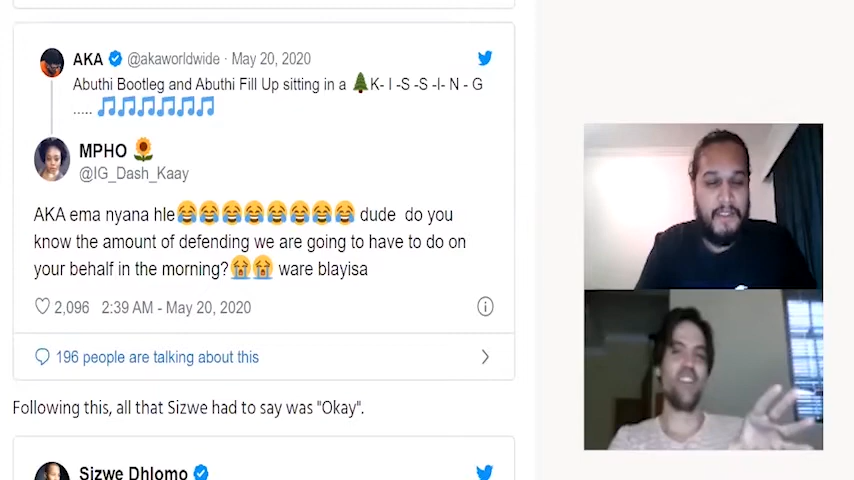 AKA @akaworldwide · May 20, 2020
Abuthi Bootleg and Abuthi Fill Up sitting in a 🌲K- I -S -S -I- N - G
..... 🎵🎵🎵🎵🎵🎵
MPHO 🌻
@IG_Dash_Kaay
AKA ema nyana hle😂😂😂😂😂😂😂😂 dude do you
know the amount of defending we are going to have to do on
your behalf in the morning?😭😭 ware blayisa
2,096 2:39 AM - May 20, 2020
196 people are talking about this
Following this, all that Sizwe had to say was "Okay".
Sizwe Dhlomo